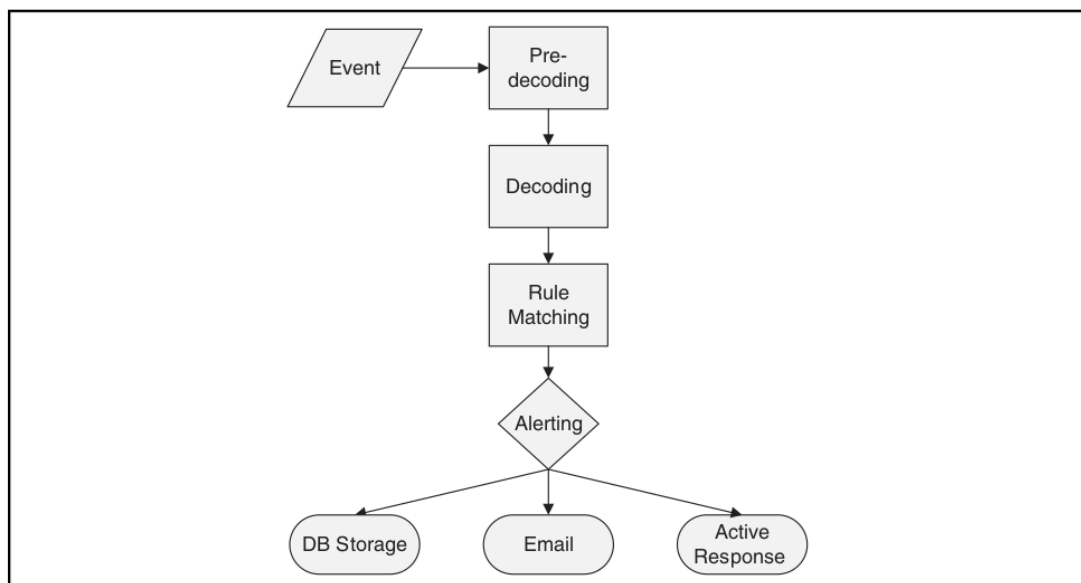 Event
Pre-
decoding
Decoding
Rule
Matching
Alerting
DB Storage
Email
Active
Response